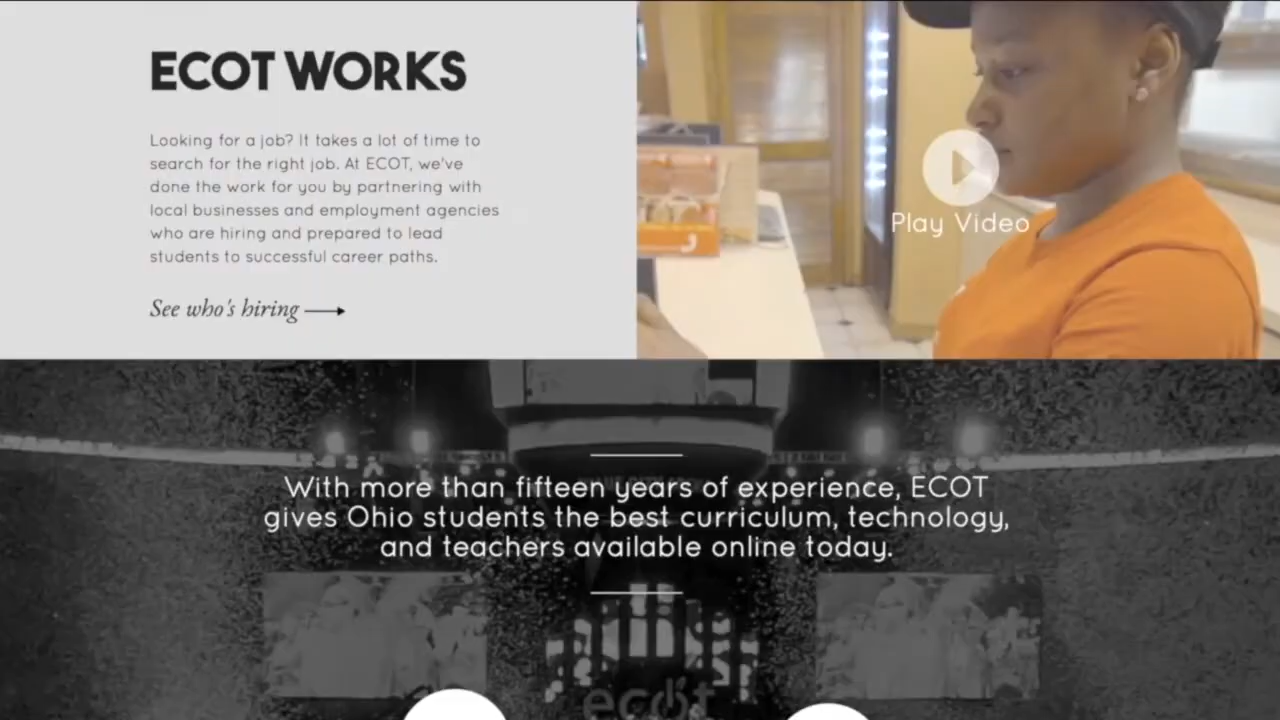 ECOT WORKS
Looking for a job? It takes a lot of time to
search for the right job. At ECOT, we've
done the work for you by partnering with
local businesses and employment agencies
who are hiring and prepared to lead
students to successful career paths.
See who's hiring
Play Video
With more than fifteen years of experience, ECOT
gives Ohio students the best curriculum, technology,
and teachers available online today.
ecot